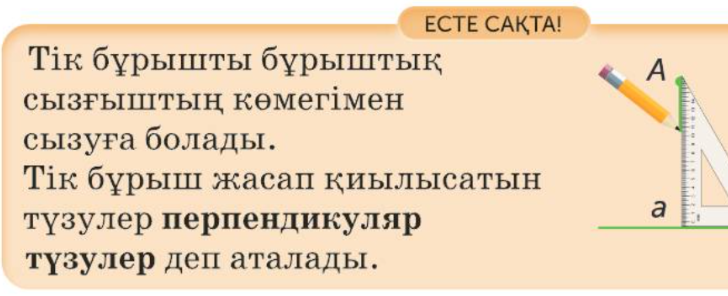 ЕСТЕ САҚТА!
Тік бұрышты бұрыштық
сызғыштың көмегімен
сызуға болады.
Тік бұрыш жасап қиылысатын
түзулер перпендикуляр
түзулер деп аталады.
A
a